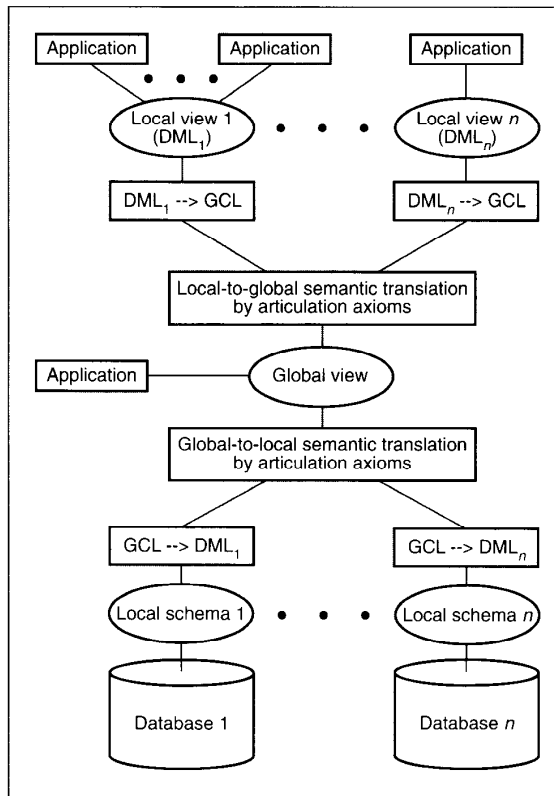 Application Application Application
Local view 1 Local view n
(DML₁) (DMLₙ)
DML₁ --> GCL DMLₙ --> GCL
Local-to-global semantic translation
by articulation axioms
Application Global view
Global-to-local semantic translation
by articulation axioms
GCL --> DML₁ GCL --> DMLₙ
Local schema 1 Local schema n
Database 1 Database n